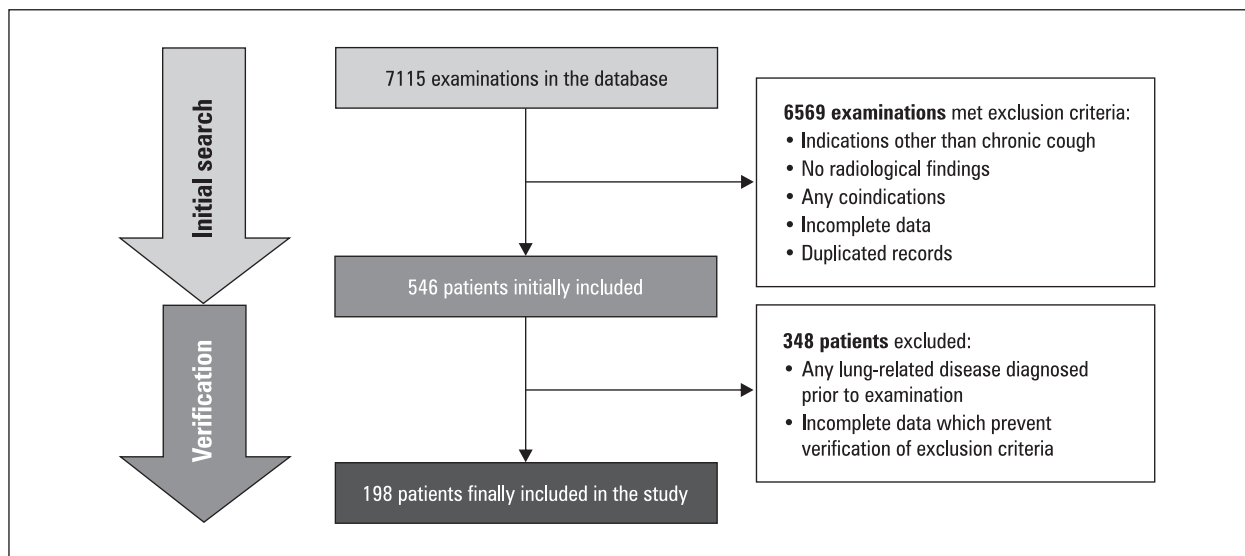 Initial search
7115 examinations in the database
6569 examinations met exclusion criteria:
• Indications other than chronic cough
• No radiological findings
• Any coindications
• Incomplete data
• Duplicated records
546 patients initially included
Verification
348 patients excluded:
• Any lung-related disease diagnosed
prior to examination
• Incomplete data which prevent
verification of exclusion criteria
198 patients finally included in the study